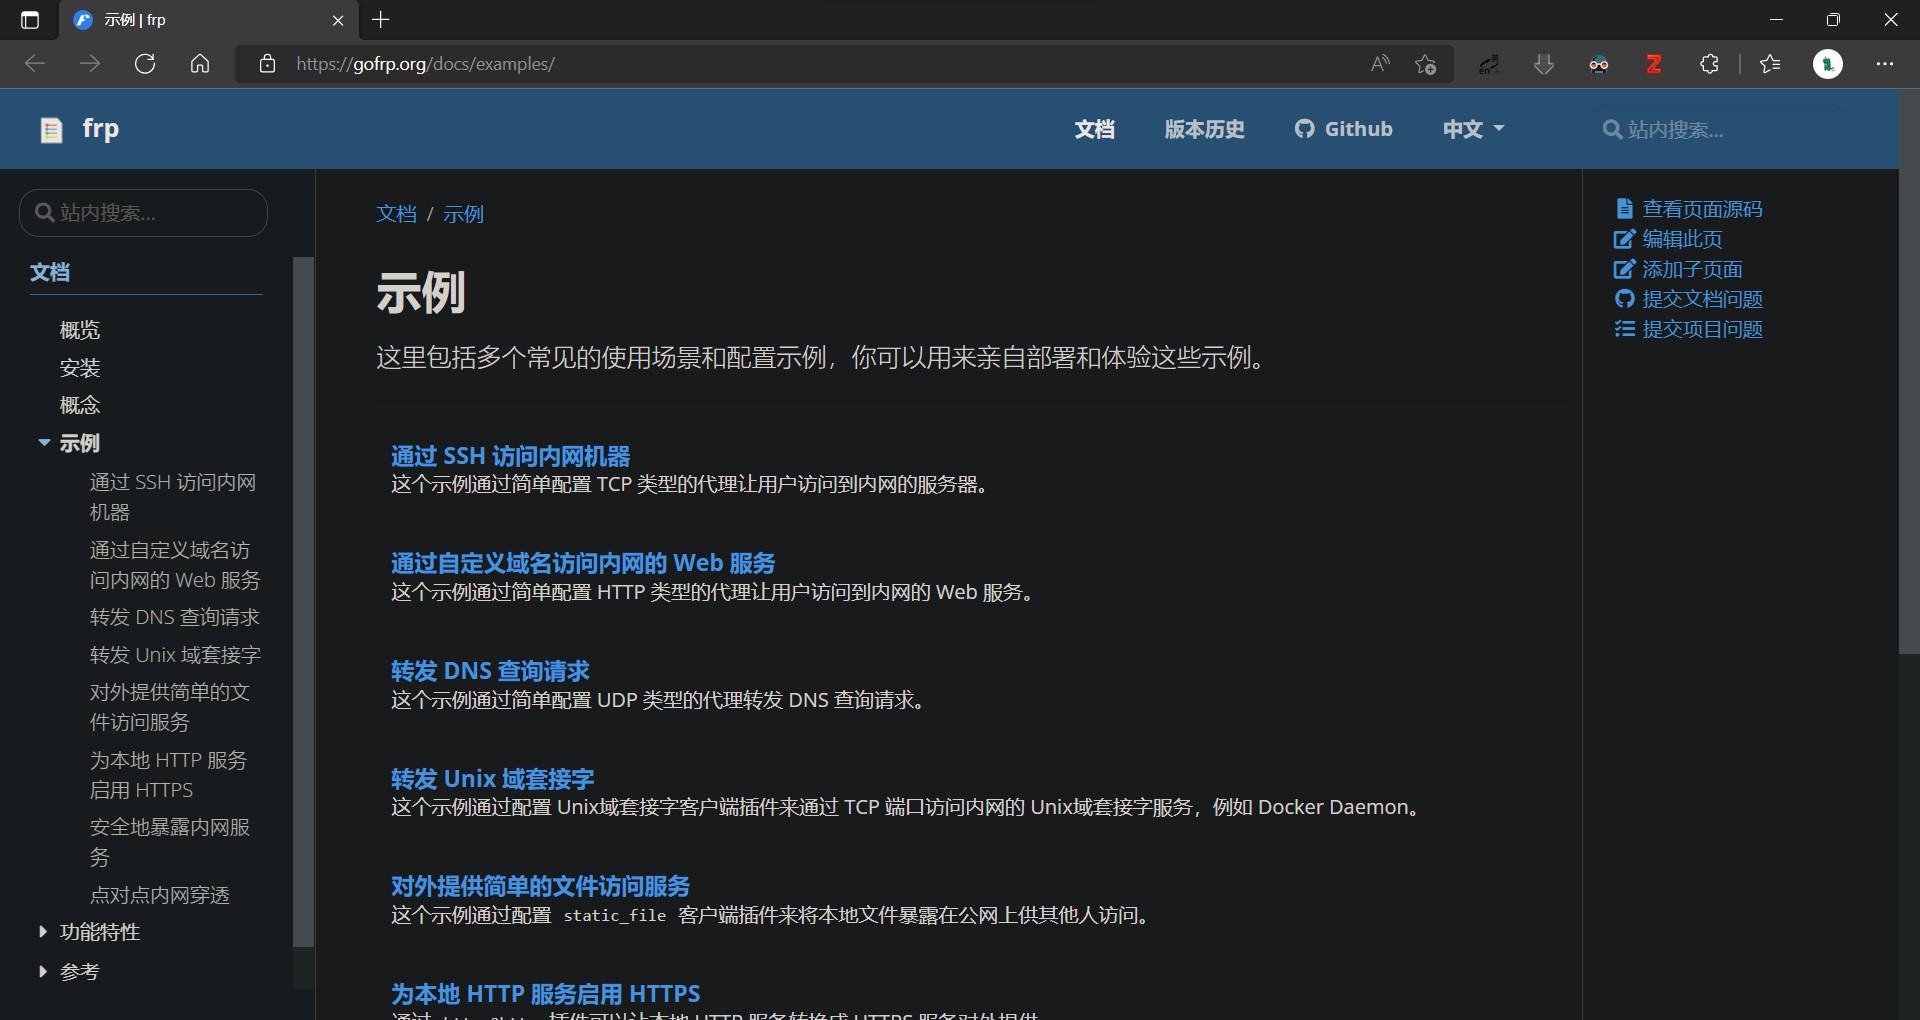 示例 | frp
https://gofrp.org/docs/examples/
frp
文档
版本历史
Github
中文
站内搜索...
站内搜索...
文档
概览
安装
概念
示例
通过 SSH 访问内网
机器
通过自定义域名访
问内网的 Web 服务
转发 DNS 查询请求
转发 Unix 域套接字
对外提供简单的文
件访问服务
为本地 HTTP 服务
启用 HTTPS
安全地暴露内网服
务
点对点内网穿透
功能特性
参考
文档 / 示例
示例
这里包括多个常见的使用场景和配置示例，你可以用来亲自部署和体验这些示例。
通过 SSH 访问内网机器
这个示例通过简单配置 TCP 类型的代理让用户访问到内网的服务器。
通过自定义域名访问内网的 Web 服务
这个示例通过简单配置 HTTP 类型的代理让用户访问到内网的 Web 服务。
转发 DNS 查询请求
这个示例通过简单配置 UDP 类型的代理转发 DNS 查询请求。
转发 Unix 域套接字
这个示例通过配置 Unix域套接字客户端插件来通过 TCP 端口访问内网的 Unix域套接字服务，例如 Docker Daemon。
对外提供简单的文件访问服务
这个示例通过配置 static_file 客户端插件来将本地文件暴露在公网上供其他人访问。
为本地 HTTP 服务启用 HTTPS
查看页面源码
编辑此页
添加子页面
提交文档问题
提交项目问题